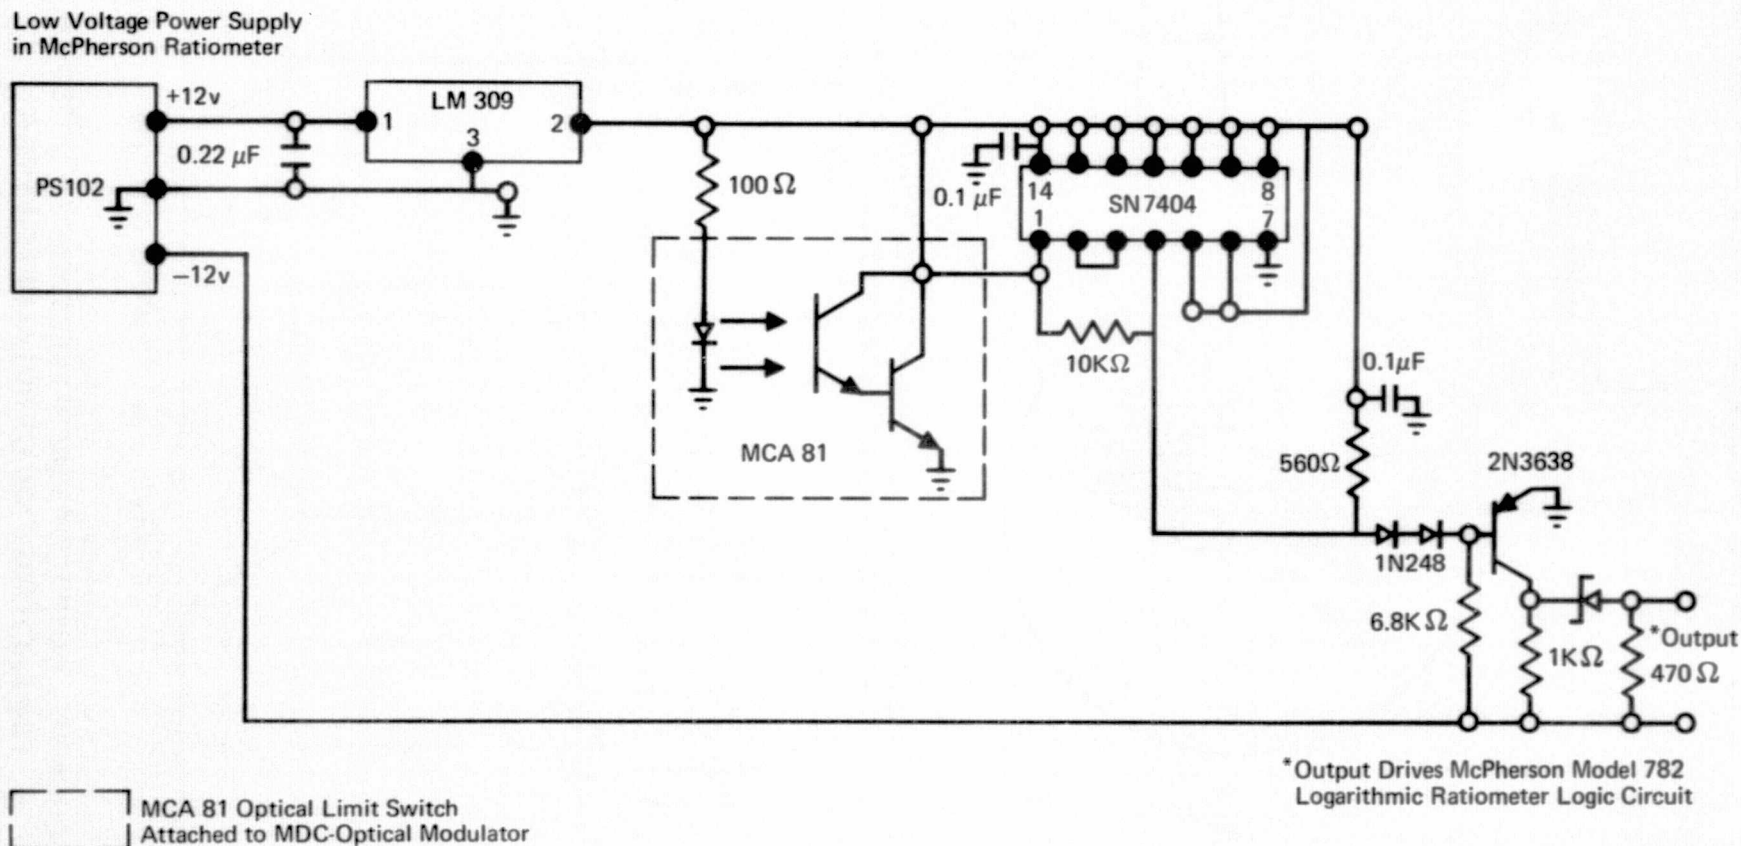 Low Voltage Power Supply
in McPherson Ratiometer
+12v
LM 309
1
2
3
0.22 µF
PS102
−12v
100 Ω
0.1 µF
14
8
SN7404
1
7
10KΩ
MCA 81
0.1µF
560Ω
2N3638
1N248
6.8K Ω
1K Ω
*Output
470 Ω
*Output Drives McPherson Model 782
Logarithmic Ratiometer Logic Circuit
MCA 81 Optical Limit Switch
Attached to MDC-Optical Modulator